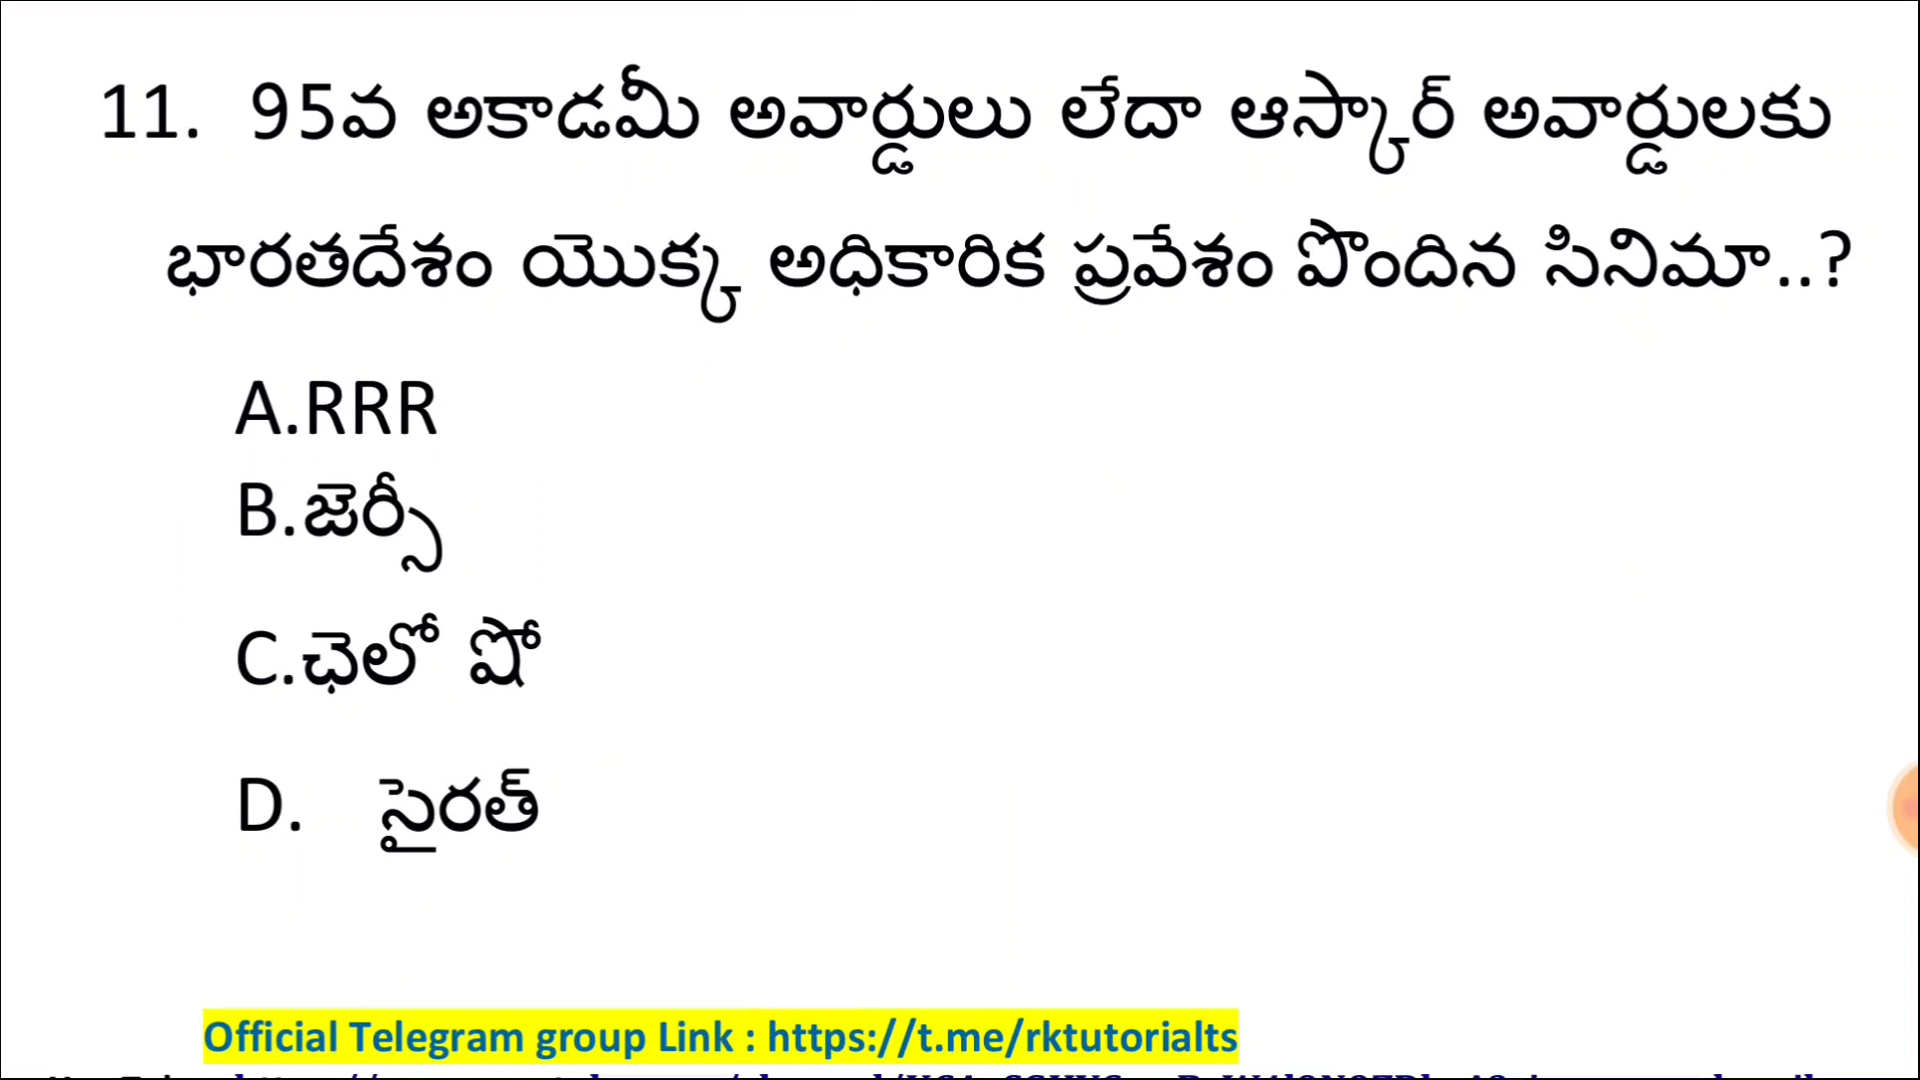 11. 95వ అకాడమీ అవార్డులు లేదా ఆస్కార్ అవార్డులకు
భారతదేశం యొక్క అధికారిక ప్రవేశం పొందిన సినిమా..?
A.RRR
B.జెర్సీ
C.ఛెలో షో
D. సైరత్
Official Telegram group Link : https://t.me/rktutorialts